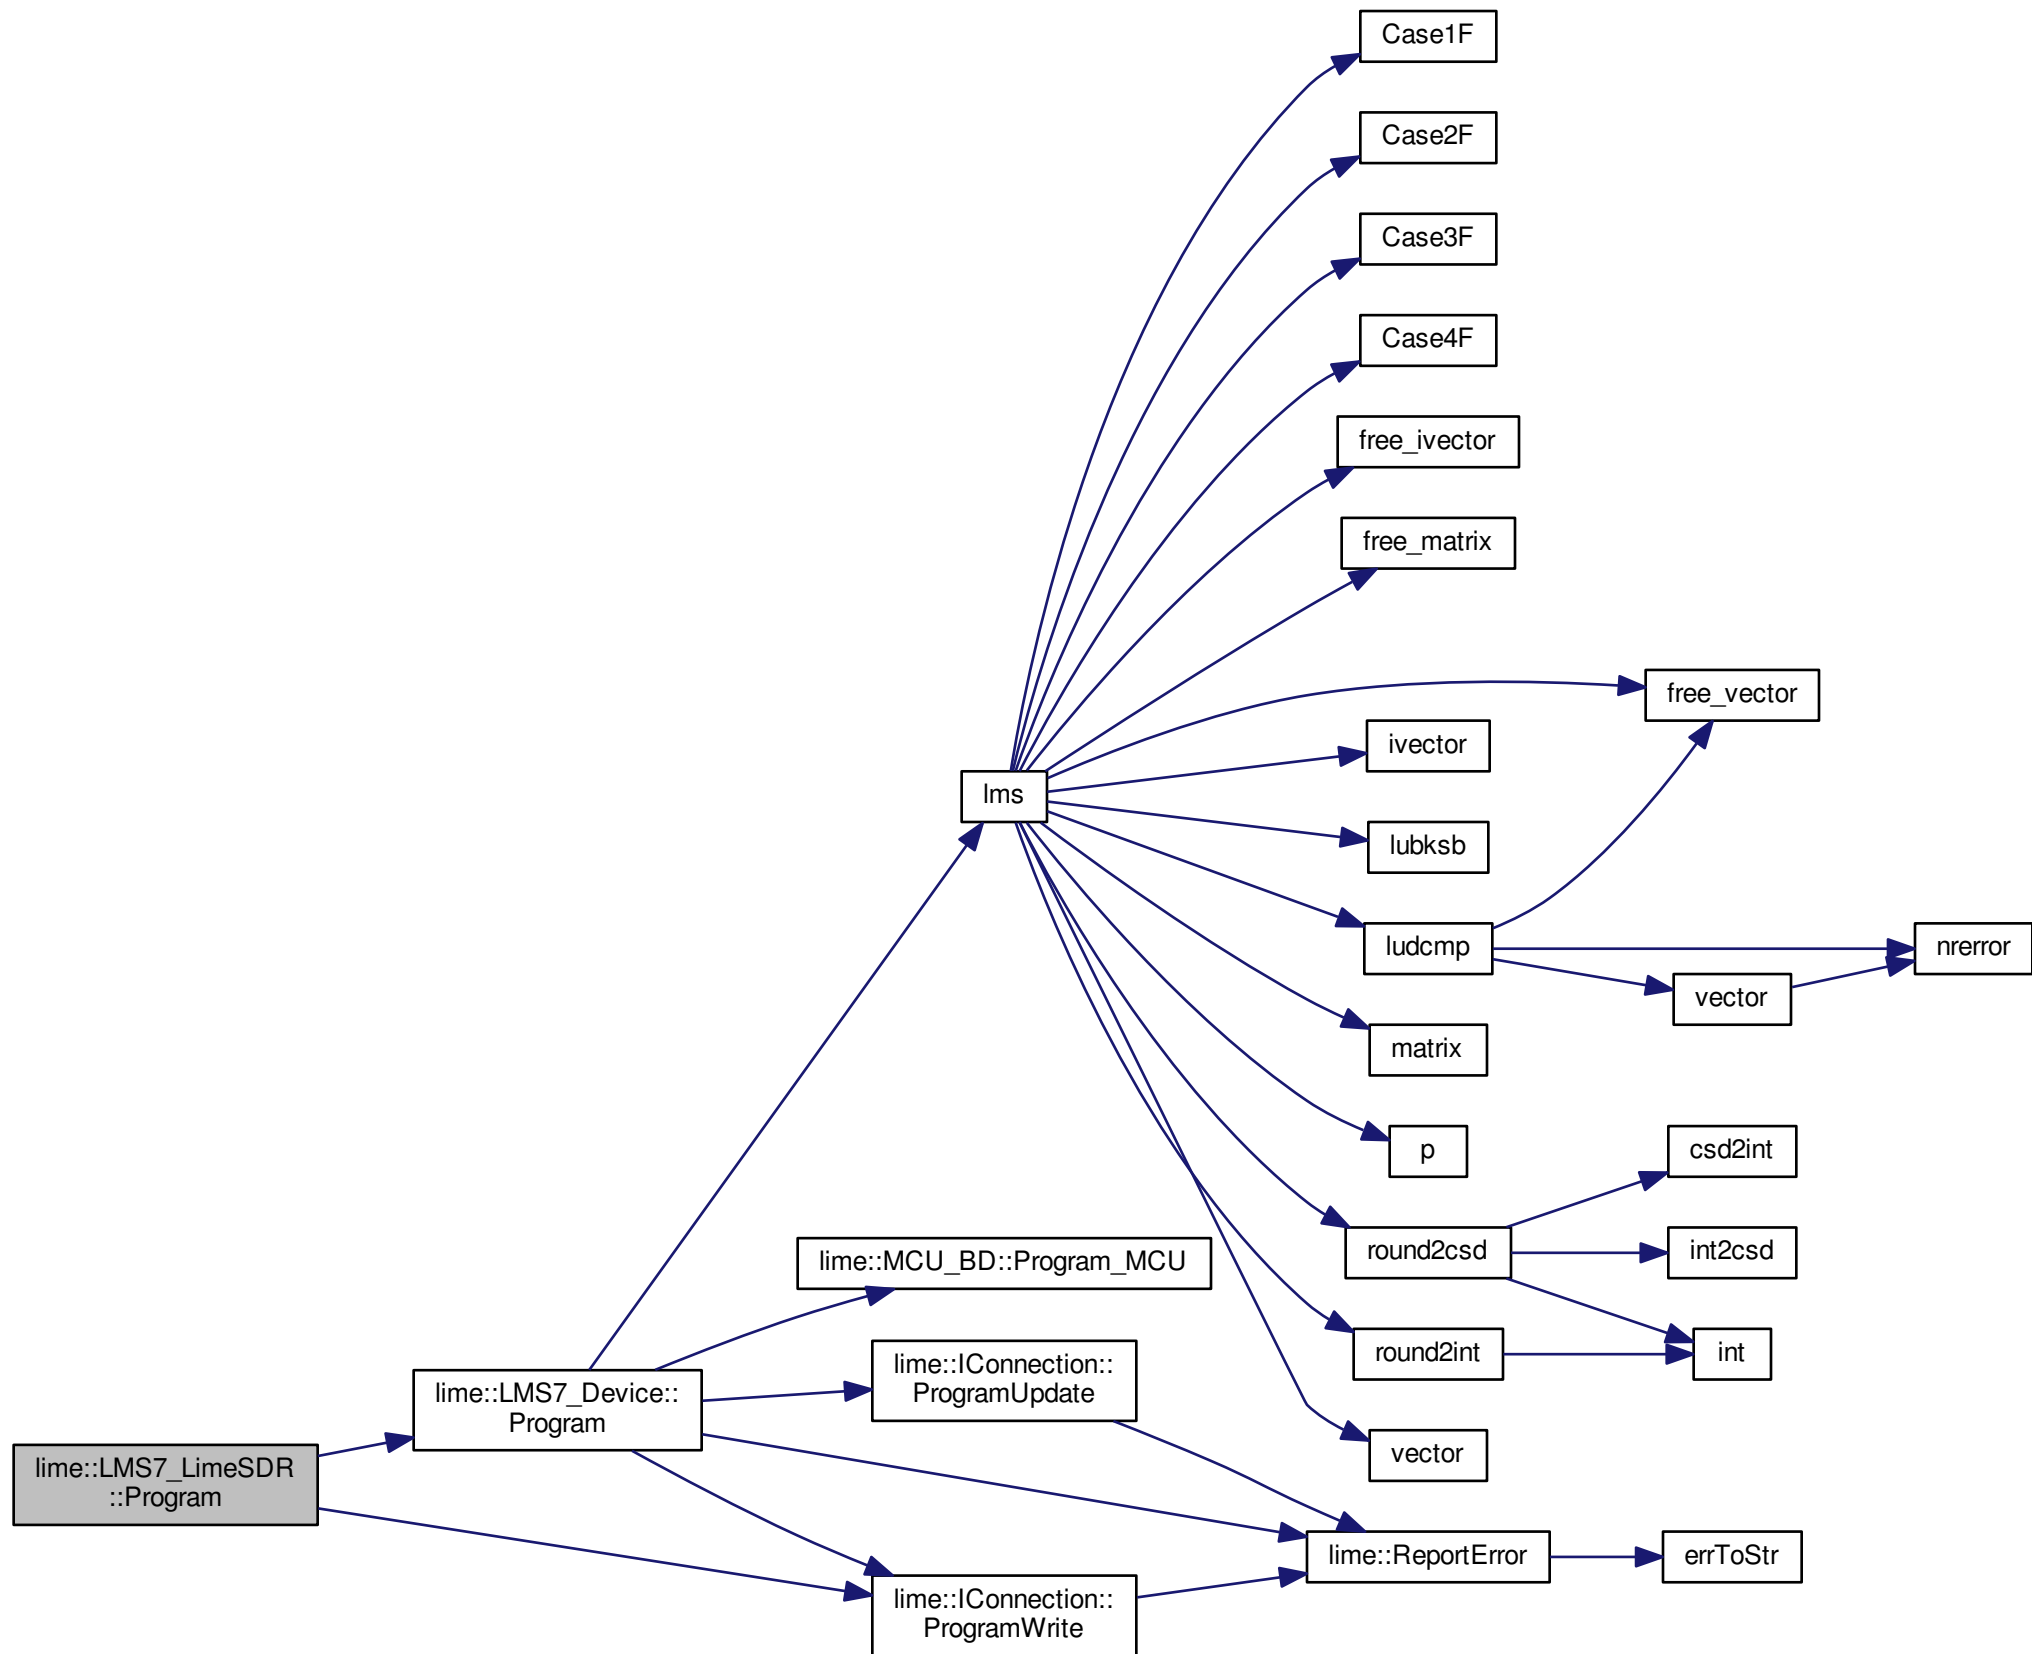 Case1F
Case2F
Case3F
Case4F
free_ivector
free_matrix
free_vector
ivector
lms
lubksb
ludcmp
nrerror
vector
matrix
p
csd2int
round2csd
int2csd
lime::MCU_BD::Program_MCU
round2int
int
lime::IConnection::
ProgramUpdate
lime::LMS7_Device::
Program
vector
lime::LMS7_LimeSDR
::Program
lime::ReportError
errToStr
lime::IConnection::
ProgramWrite